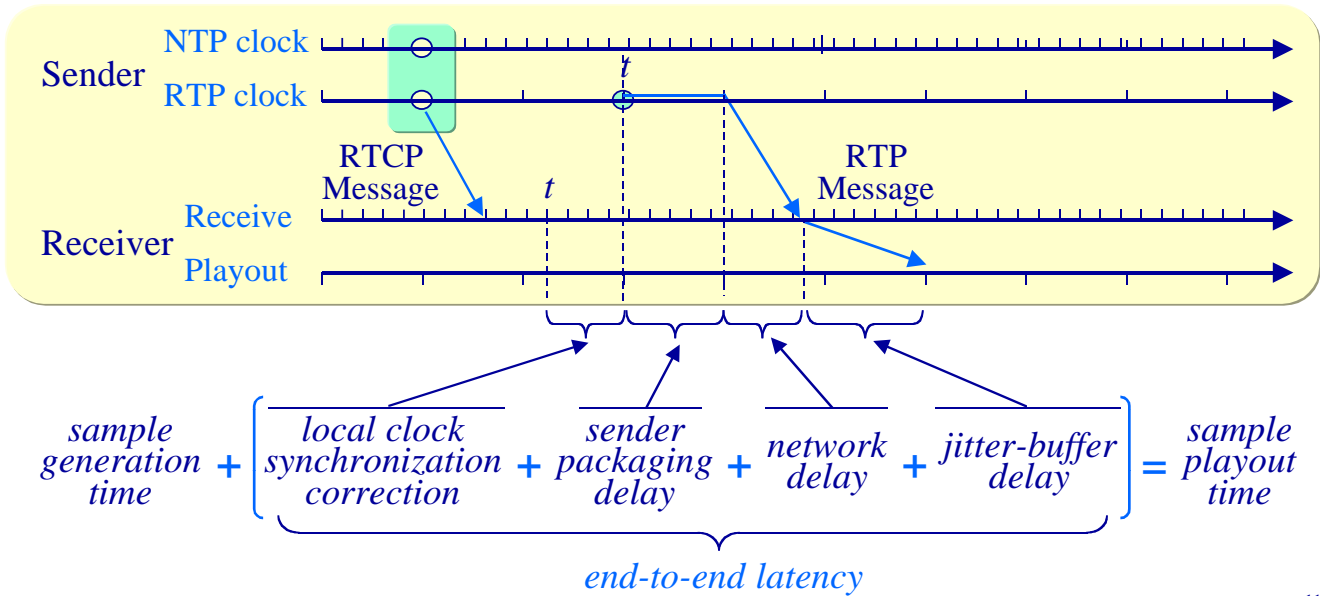 NTP clock
Sender
t
RTP clock
RTCP
Message
t
RTP
Message
Receive
Receiver
Playout
sample
generation
time
+
local clock
synchronization
correction
+
sender
packaging
delay
+
network
delay
+
jitter-buffer
delay
=
sample
playout
time
end-to-end latency